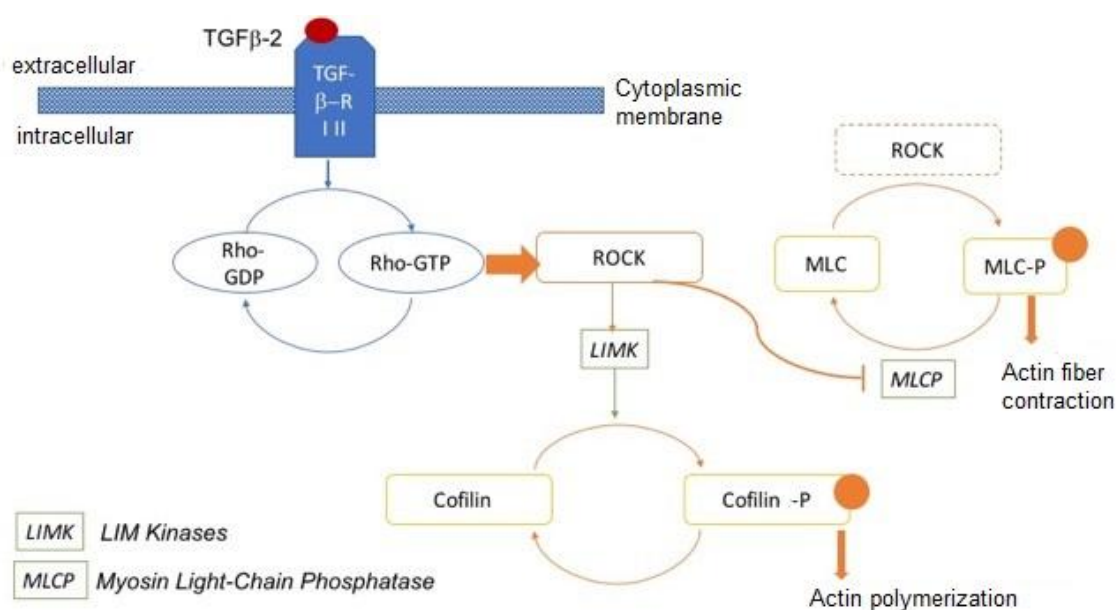 TGFβ-2
extracellular
TGF-
β–R
I II
Cytoplasmic
membrane
intracellular
ROCK
Rho-
GDP
Rho-GTP
ROCK
MLC
MLC-P
LIMK
MLCP
Actin fiber
contraction
Cofilin
Cofilin -P
LIMK LIM Kinases
MLCP Myosin Light-Chain Phosphatase
Actin polymerization